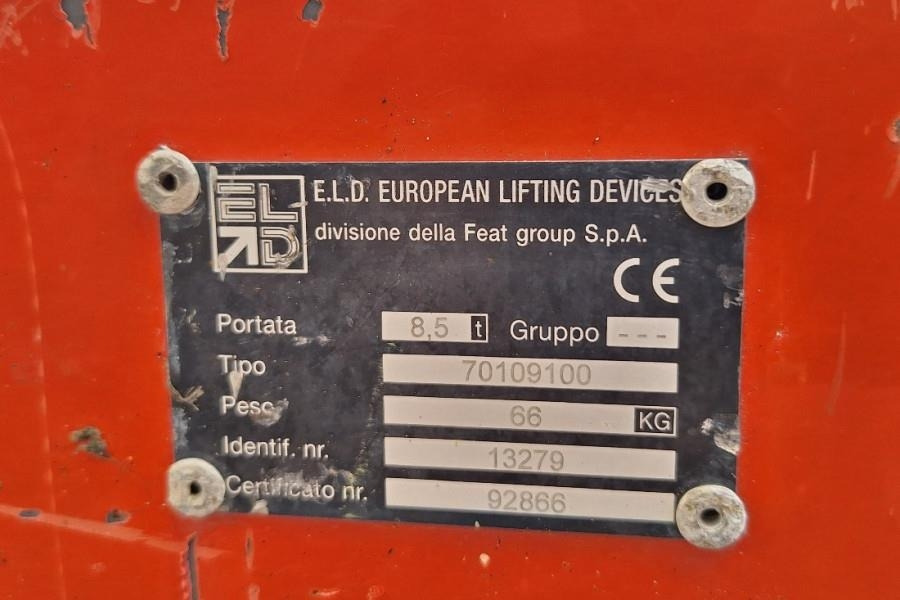 ELD
E.L.D. EUROPEAN LIFTING DEVICES
divisione della Feat group S.p.A.
CE
Portata 8,5 t Gruppo ---
Tipo 70109100
Peso 66 KG
Identif. nr. 13279
Certificato nr. 92866